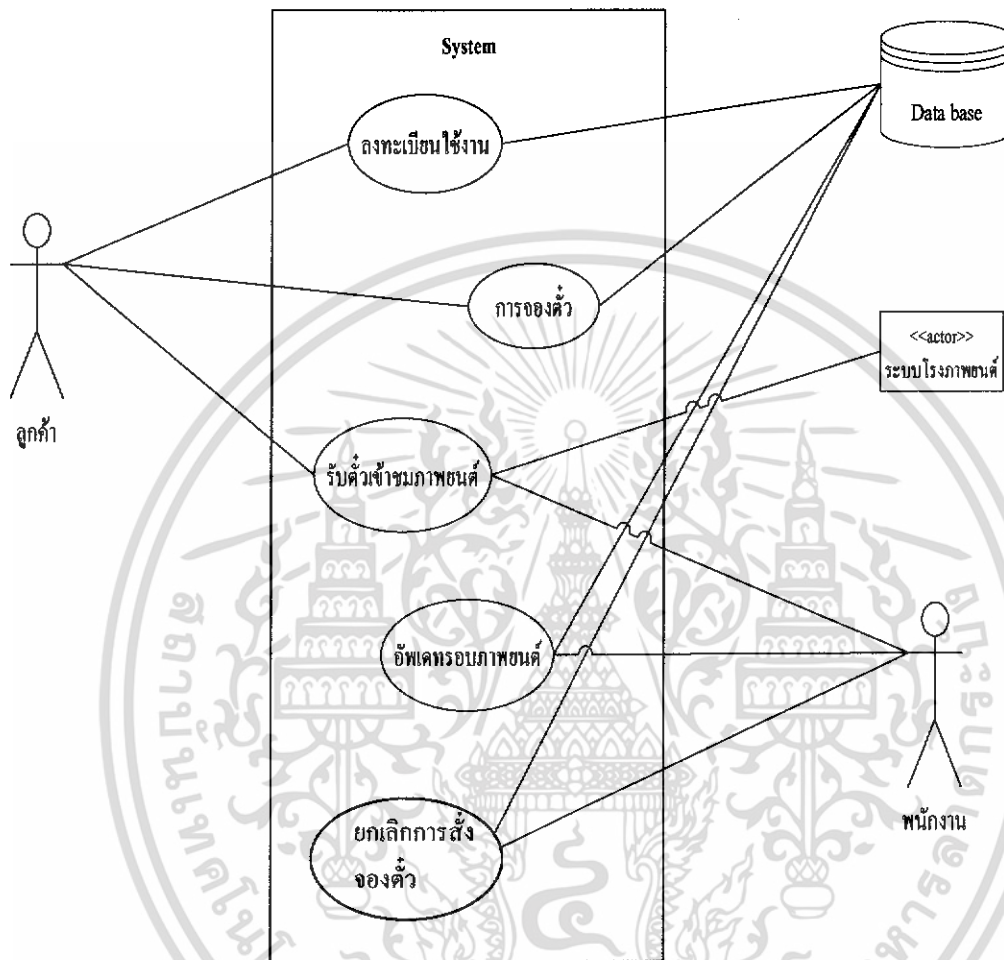 System
Data base
ลงทะเบียนใช้งาน
การจองตั๋ว
<<actor>>
ระบบโรงภาพยนต์
ลูกค้า
รับตั๋วเข้าชมภาพยนต์
อัพเดทรอบภาพยนต์
พนักงาน
ยกเลิกการสั่ง
จองตั๋ว